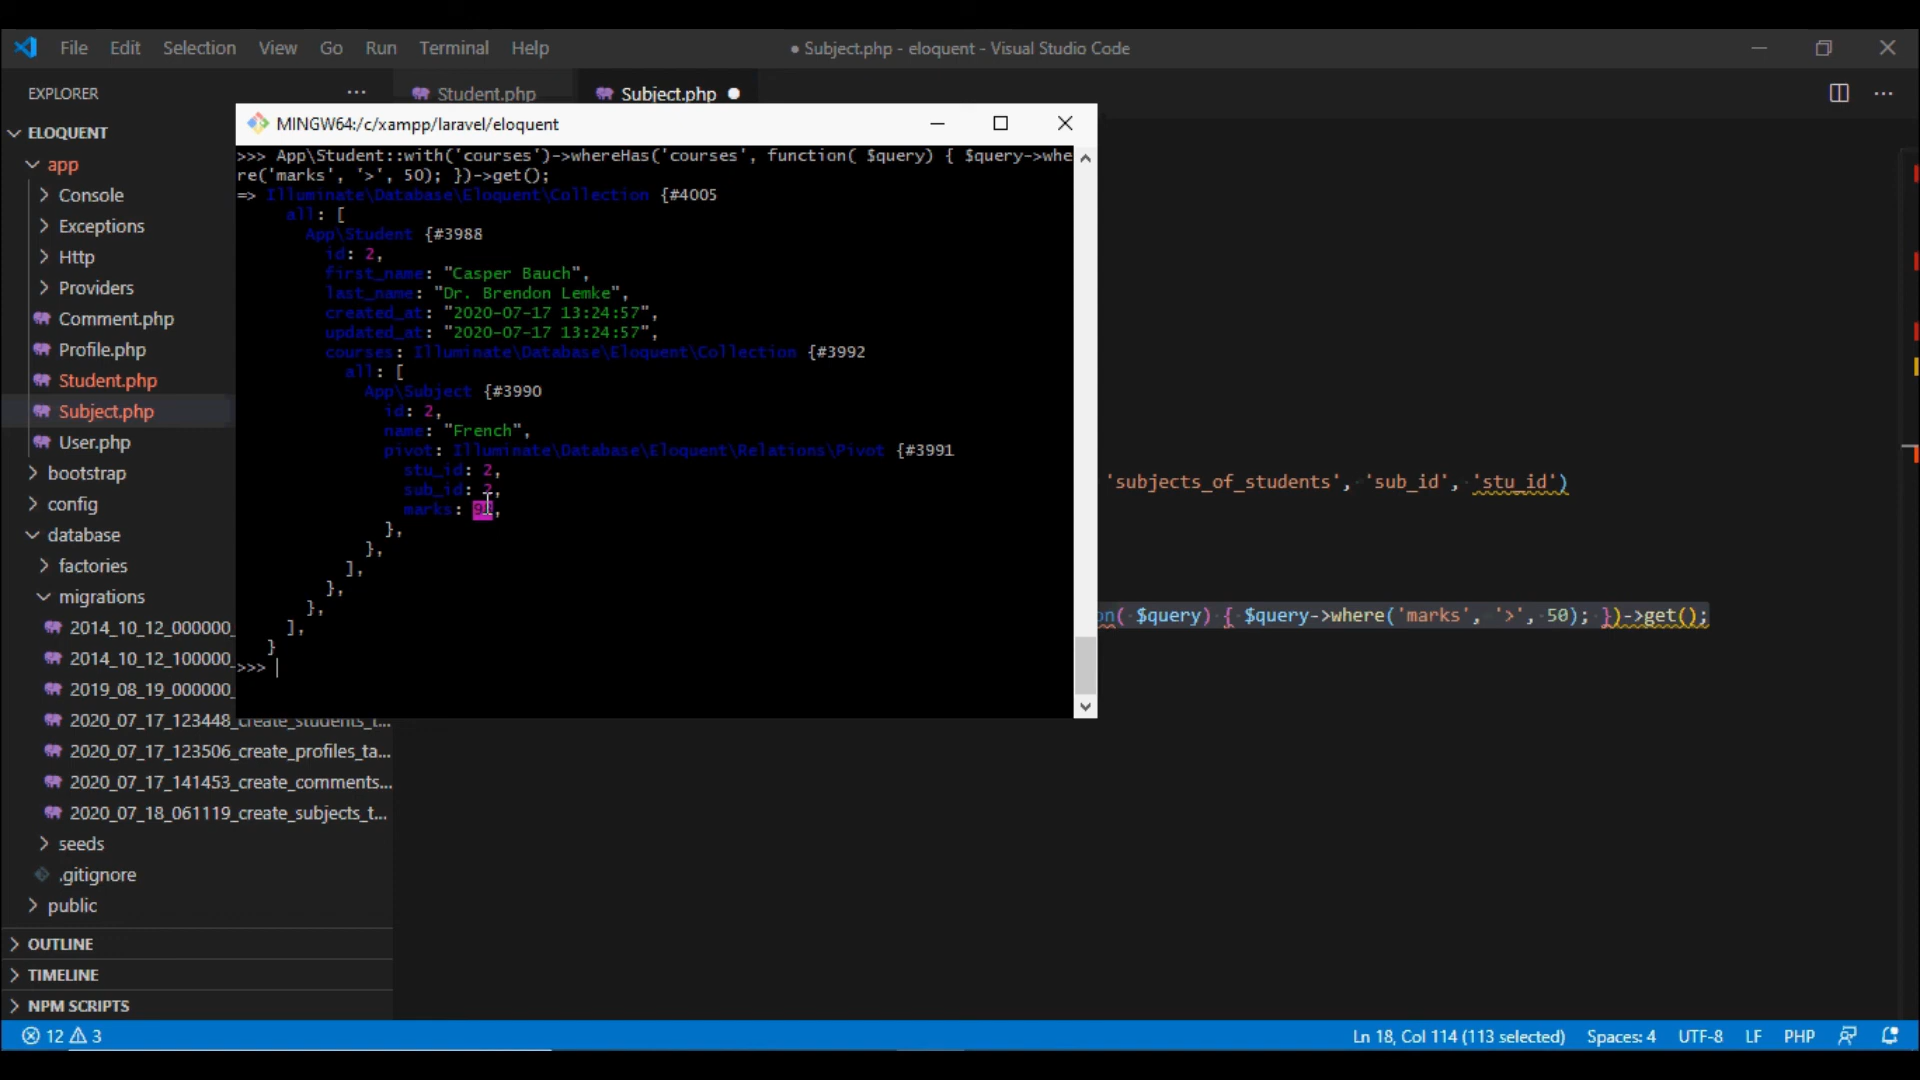 File Edit Selection View Go Run Terminal Help
● Subject.php - eloquent - Visual Studio Code
EXPLORER ...
Student.php
Subject.php ●
ELOQUENT
app
Console
Exceptions
Http
Providers
Comment.php
Profile.php
Student.php
Subject.php
User.php
bootstrap
config
database
factories
migrations
2014_10_12_000000_
2014_10_12_100000_
2019_08_19_000000_
2020_07_17_123448_create_students_t...
2020_07_17_123506_create_profiles_ta...
2020_07_17_141453_create_comments...
2020_07_18_061119_create_subjects_t...
seeds
.gitignore
public
OUTLINE
TIMELINE
NPM SCRIPTS
MINGW64:/c/xampp/laravel/eloquent
>>> App\Student::with('courses')->whereHas('courses', function( $query) { $query->whe
re('marks', '>', 50); })->get();
=> Illuminate\Database\Eloquent\Collection {#4005
all: [
App\Student {#3988
id: 2,
first_name: "Casper Bauch",
last_name: "Dr. Brendon Lemke",
created_at: "2020-07-17 13:24:57",
updated_at: "2020-07-17 13:24:57",
courses: Illuminate\Database\Eloquent\Collection {#3992
all: [
App\Subject {#3990
id: 2,
name: "French",
pivot: Illuminate\Database\Eloquent\Relations\Pivot {#3991
stu_id: 2,
sub_id: 2,
marks: ,
},
},
],
},
},
],
}
>>>
'subjects_of_students', 'sub_id', 'stu_id')
on( $query) { $query->where('marks', '>', 50); })->get();
12 3
Ln 18, Col 114 (113 selected) Spaces: 4 UTF-8 LF PHP